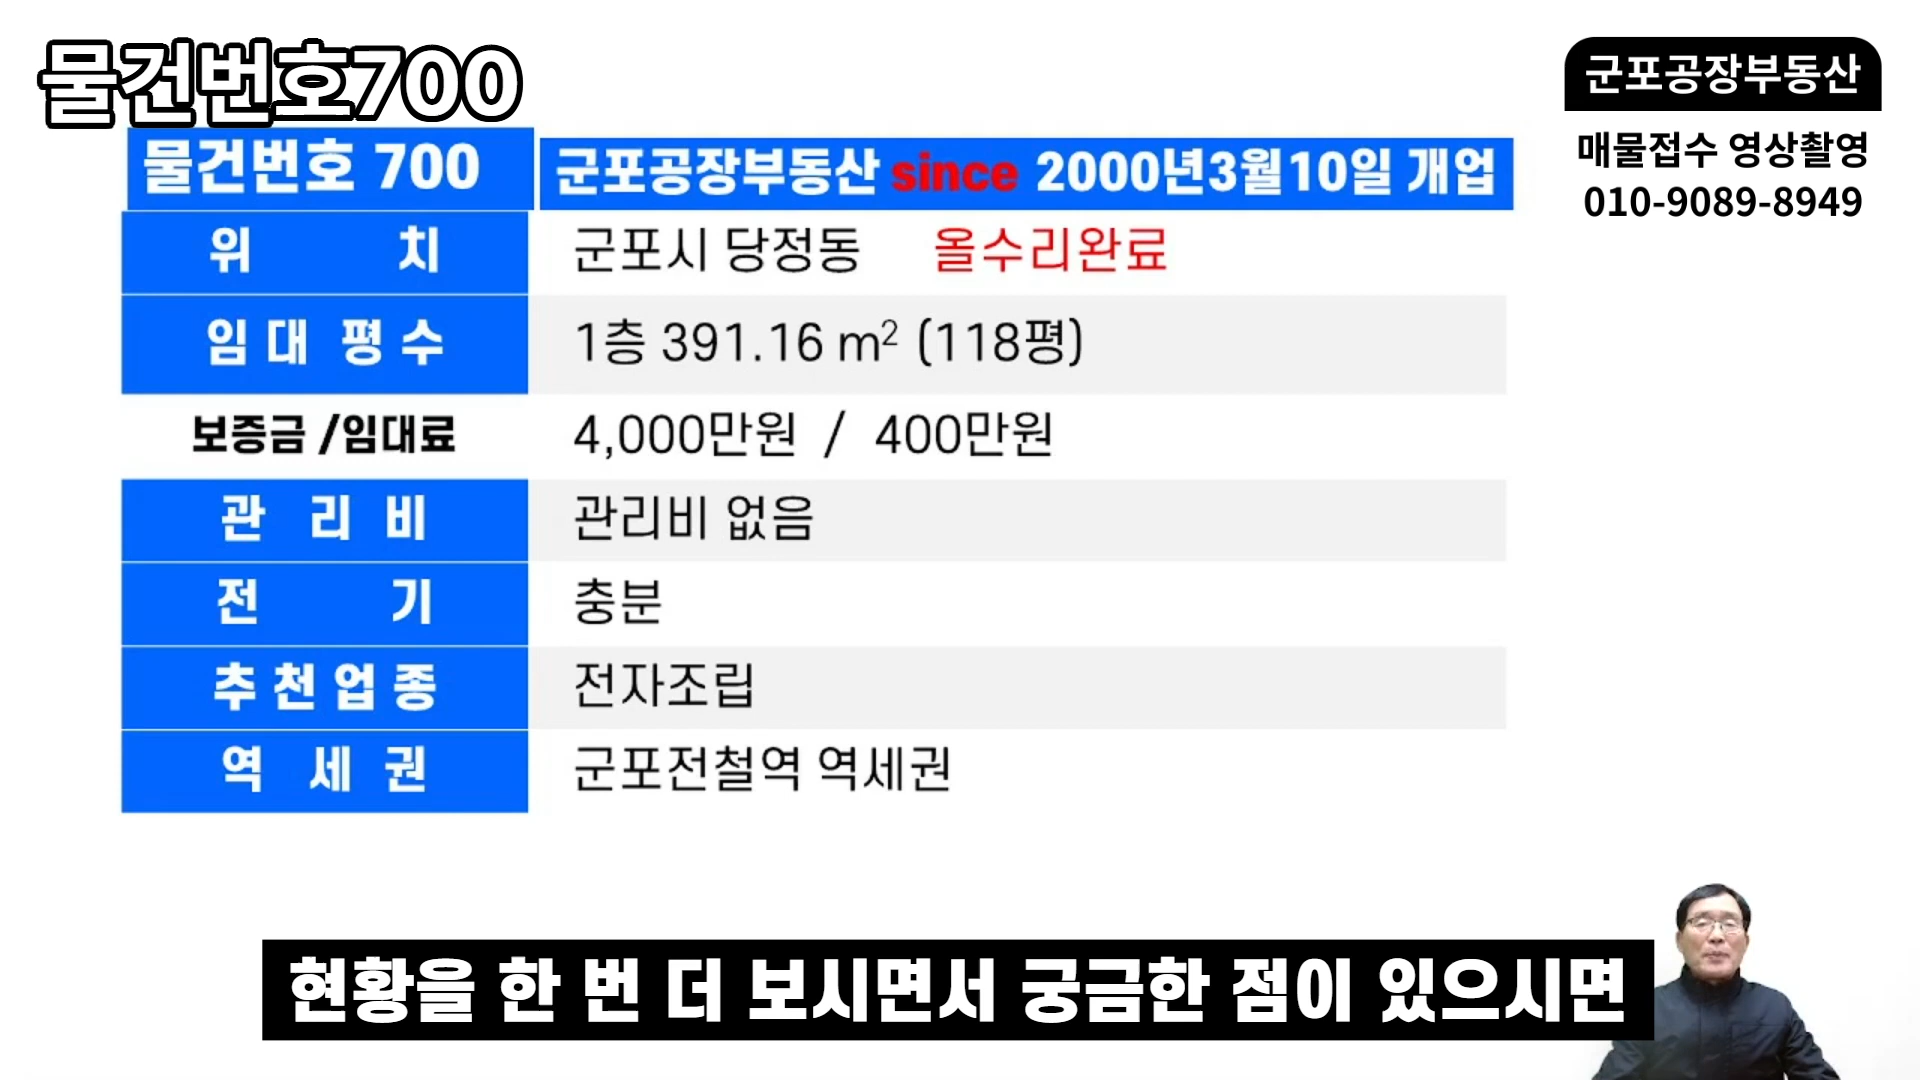 물건번호700
군포공장부동산
매물접수 영상촬영
010-9089-8949
물건번호 700 군포공장부동산 since 2000년3월10일 개업
위 치 군포시 당정동 올수리완료
임 대 평 수 1층 391.16 m² (118평)
보증금 /임대료 4,000만원 / 400만원
관 리 비 관리비 없음
전 기 충분
추 천 업 종 전자조립
역 세 권 군포전철역 역세권
현황을 한 번 더 보시면서 궁금한 점이 있으시면